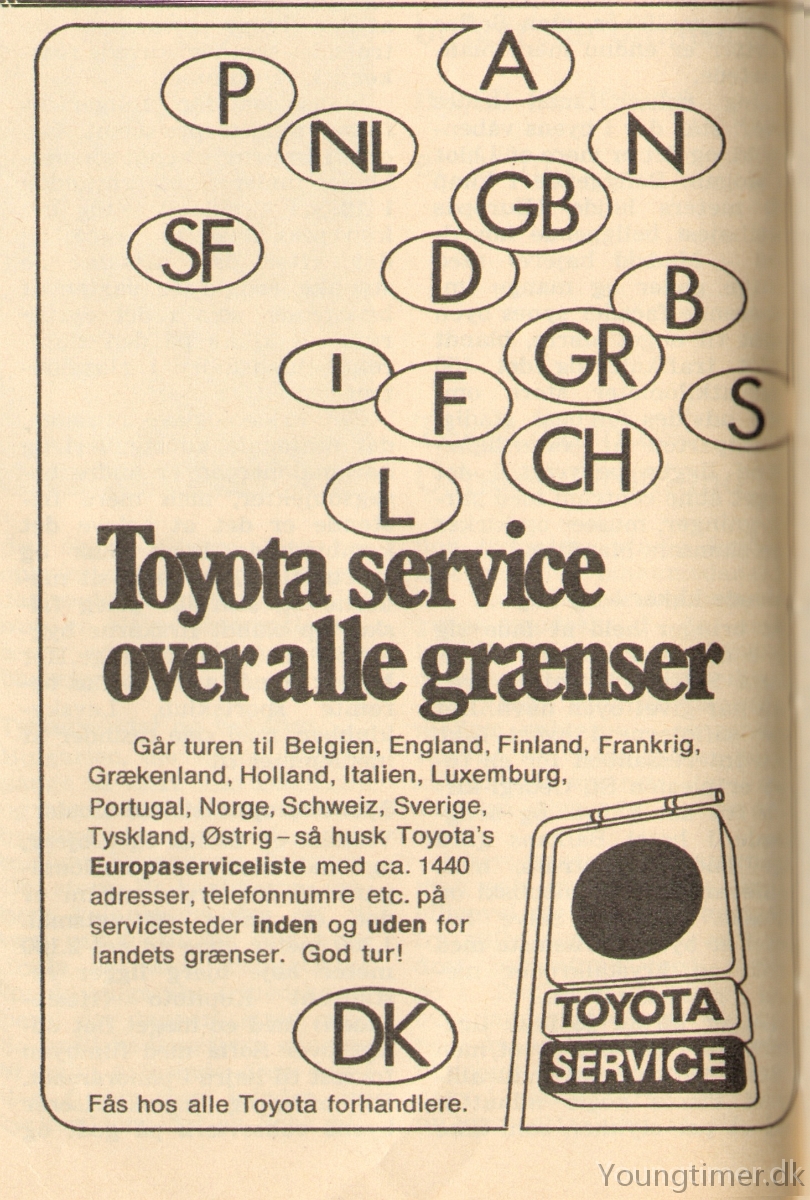 A
P
NL
N
GB
SF
D
B
GR
I
F
S
CH
L
Toyota service
over alle grænser
Går turen til Belgien, England, Finland, Frankrig,
Grækenland, Holland, Italien, Luxemburg,
Portugal, Norge, Schweiz, Sverige,
Tyskland, Østrig – så husk Toyota's
Europaserviceliste med ca. 1440
adresser, telefonnumre etc. på
servicesteder inden og uden for
landets grænser. God tur!
DK
TOYOTA
SERVICE
Fås hos alle Toyota forhandlere.
Youngtimer.dk